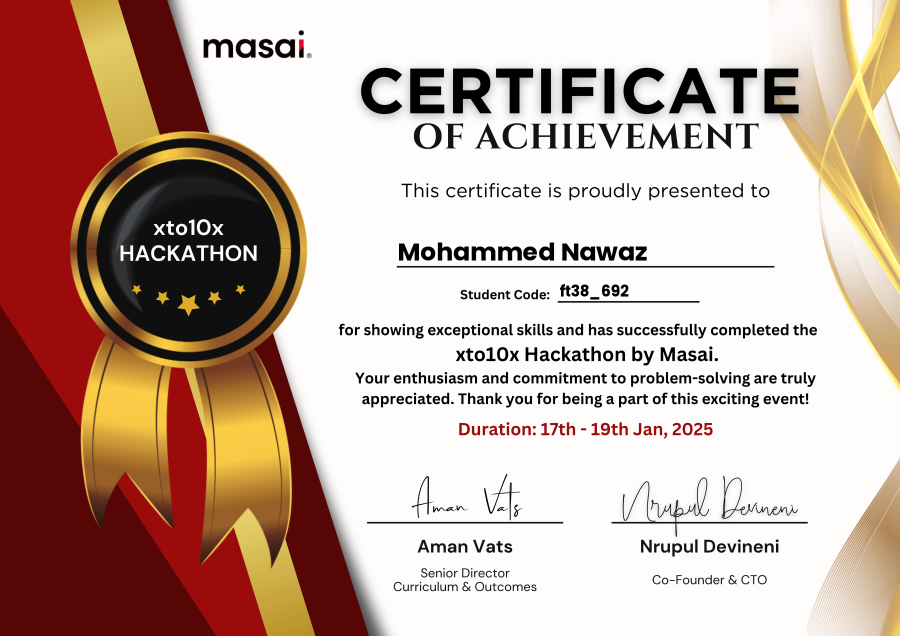 masai®
CERTIFICATE
OF ACHIEVEMENT
This certificate is proudly presented to
xto10x
HACKATHON
Mohammed Nawaz
Student Code: ft38_692
for showing exceptional skills and has successfully completed the
xto10x Hackathon by Masai.
Your enthusiasm and commitment to problem-solving are truly
appreciated. Thank you for being a part of this exciting event!
Duration: 17th - 19th Jan, 2025
Aman Vats
Aman Vats
Senior Director
Curriculum & Outcomes
Nrupul Devineni
Nrupul Devineni
Co-Founder & CTO